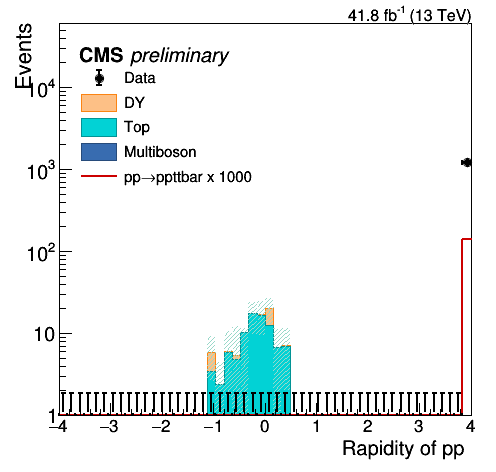 41.8 fb⁻¹ (13 TeV)
Events
CMS preliminary
Data
DY
Top
Multiboson
pp→ppttbar x 1000
10⁴
10³
10²
10
1
−4 −3 −2 −1 0 1 2 3 4
Rapidity of pp